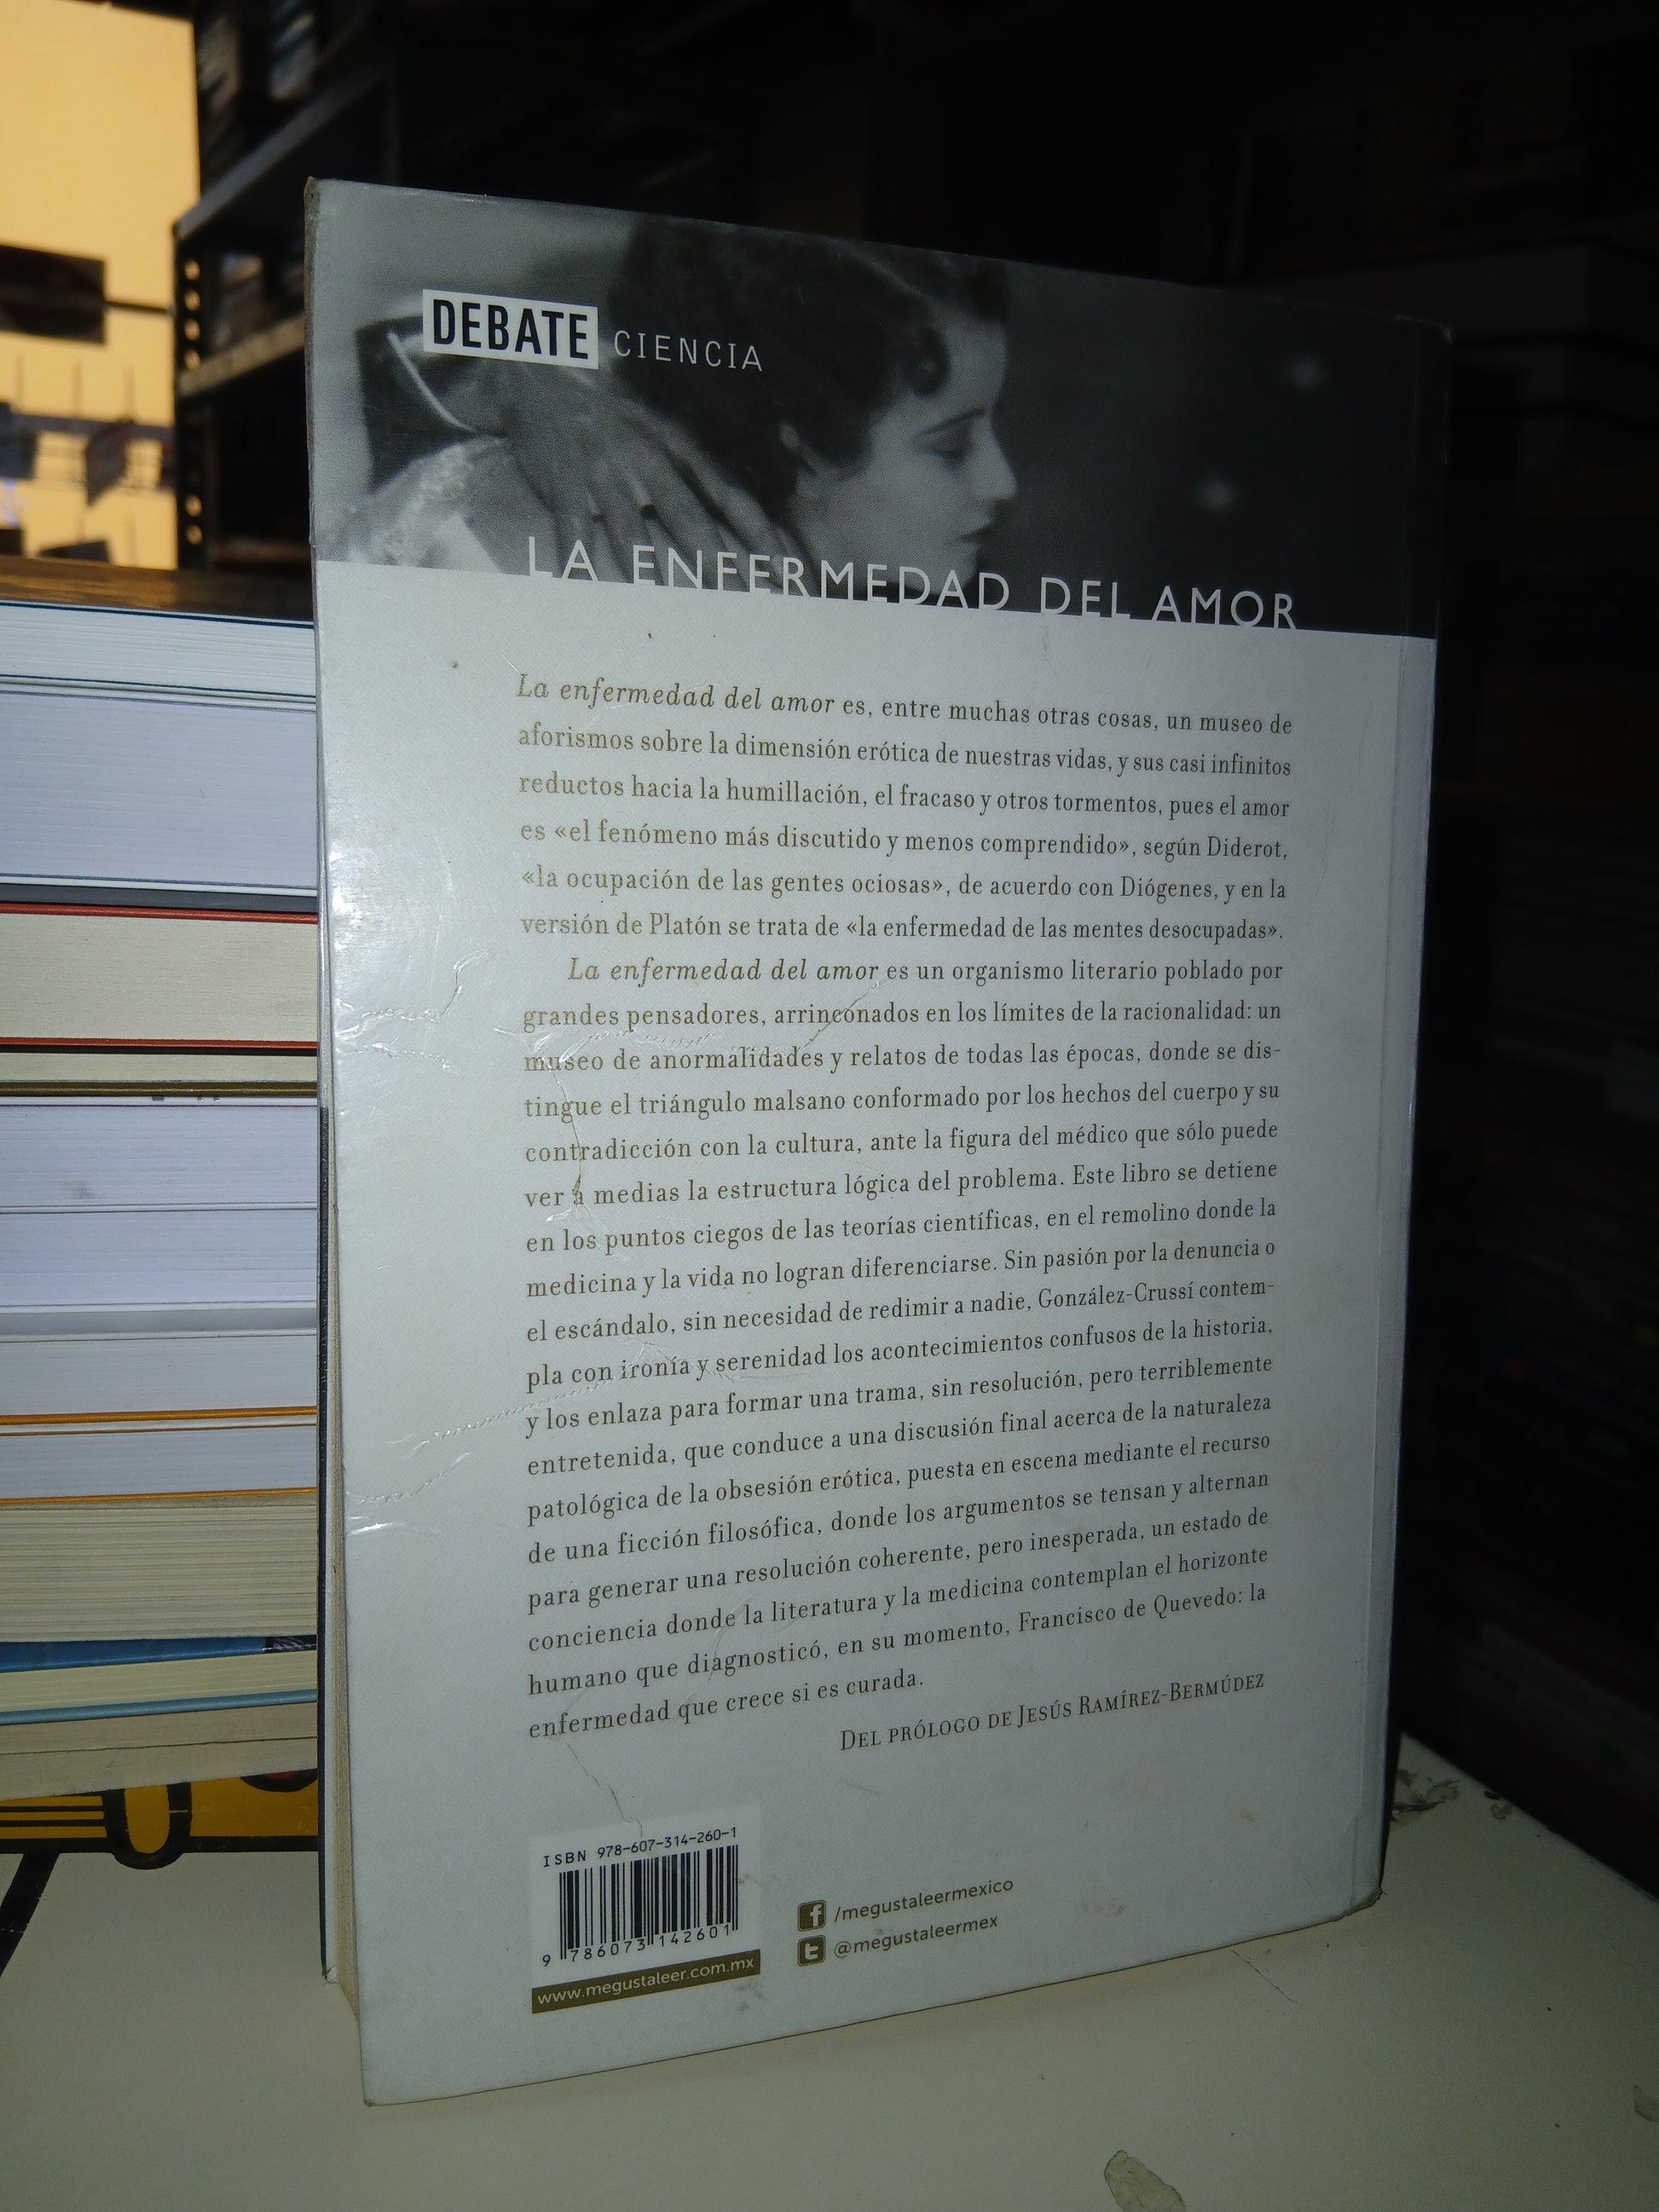 DEBATE CIENCIA
LA ENFERMEDAD DEL AMOR
La enfermedad del amor es, entre muchas otras cosas, un museo de
aforismos sobre la dimensión erótica de nuestras vidas, y sus casi infinitos
reductos hacia la humillación, el fracaso y otros tormentos, pues el amor
es «el fenómeno más discutido y menos comprendido», según Diderot,
«la ocupación de las gentes ociosas», de acuerdo con Diógenes, y en la
versión de Platón se trata de «la enfermedad de las mentes desocupadas».
La enfermedad del amor es un organismo literario poblado por
grandes pensadores, arrinconados en los límites de la racionalidad: un
museo de anormalidades y relatos de todas las épocas, donde se dis-
tingue el triángulo malsano conformado por los hechos del cuerpo y su
contradicción con la cultura, ante la figura del médico que sólo puede
ver a medias la estructura lógica del problema. Este libro se detiene
en los puntos ciegos de las teorías científicas, en el remolino donde la
medicina y la vida no logran diferenciarse. Sin pasión por la denuncia o
el escándalo, sin necesidad de redimir a nadie, González-Crussí contem-
pla con ironía y serenidad los acontecimientos confusos de la historia,
y los enlaza para formar una trama, sin resolución, pero terriblemente
entretenida, que conduce a una discusión final acerca de la naturaleza
patológica de la obsesión erótica, puesta en escena mediante el recurso
de una ficción filosófica, donde los argumentos se tensan y alternan
para generar una resolución coherente, pero inesperada, un estado de
conciencia donde la literatura y la medicina contemplan el horizonte
humano que diagnosticó, en su momento, Francisco de Quevedo: la
enfermedad que crece si es curada.
DEL PRÓLOGO DE JESÚS RAMÍREZ-BERMÚDEZ
ISBN 978-607-314-260-1
9 786073 142601
www.megustaleer.com.mx
/megustaleermexico
@megustaleermex